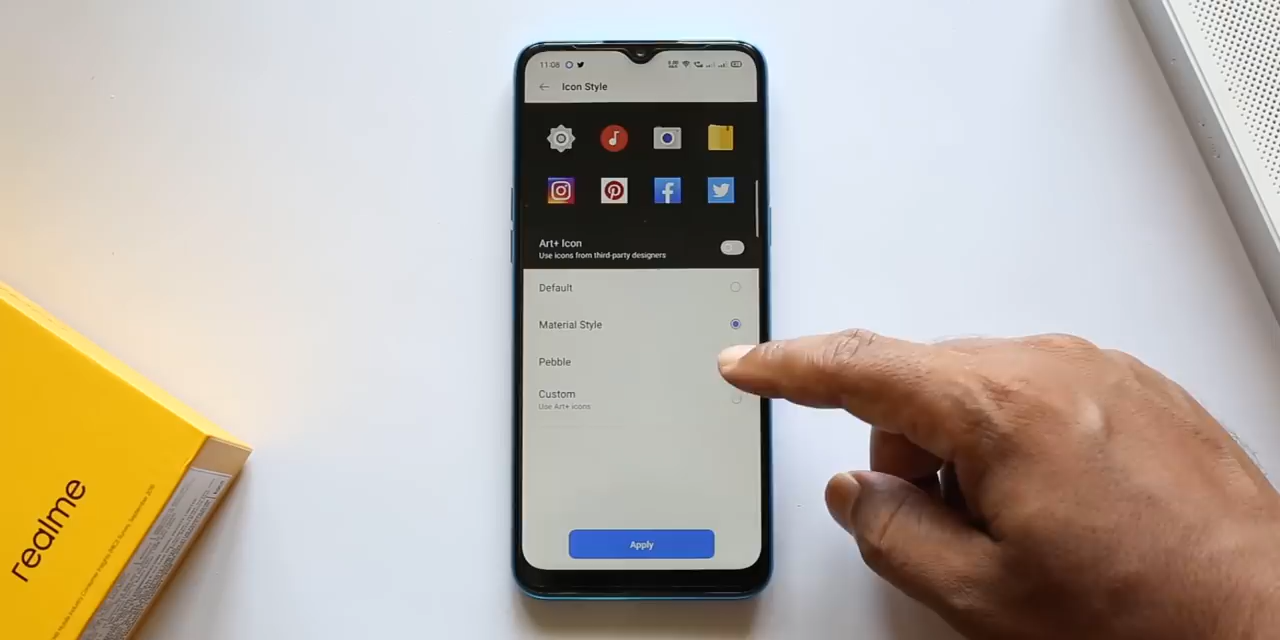 11:08
Icon Style
Art+ Icon
Use icons from third-party designers
Default
Material Style
Pebble
Custom
Use Art+ icons
Apply
realme